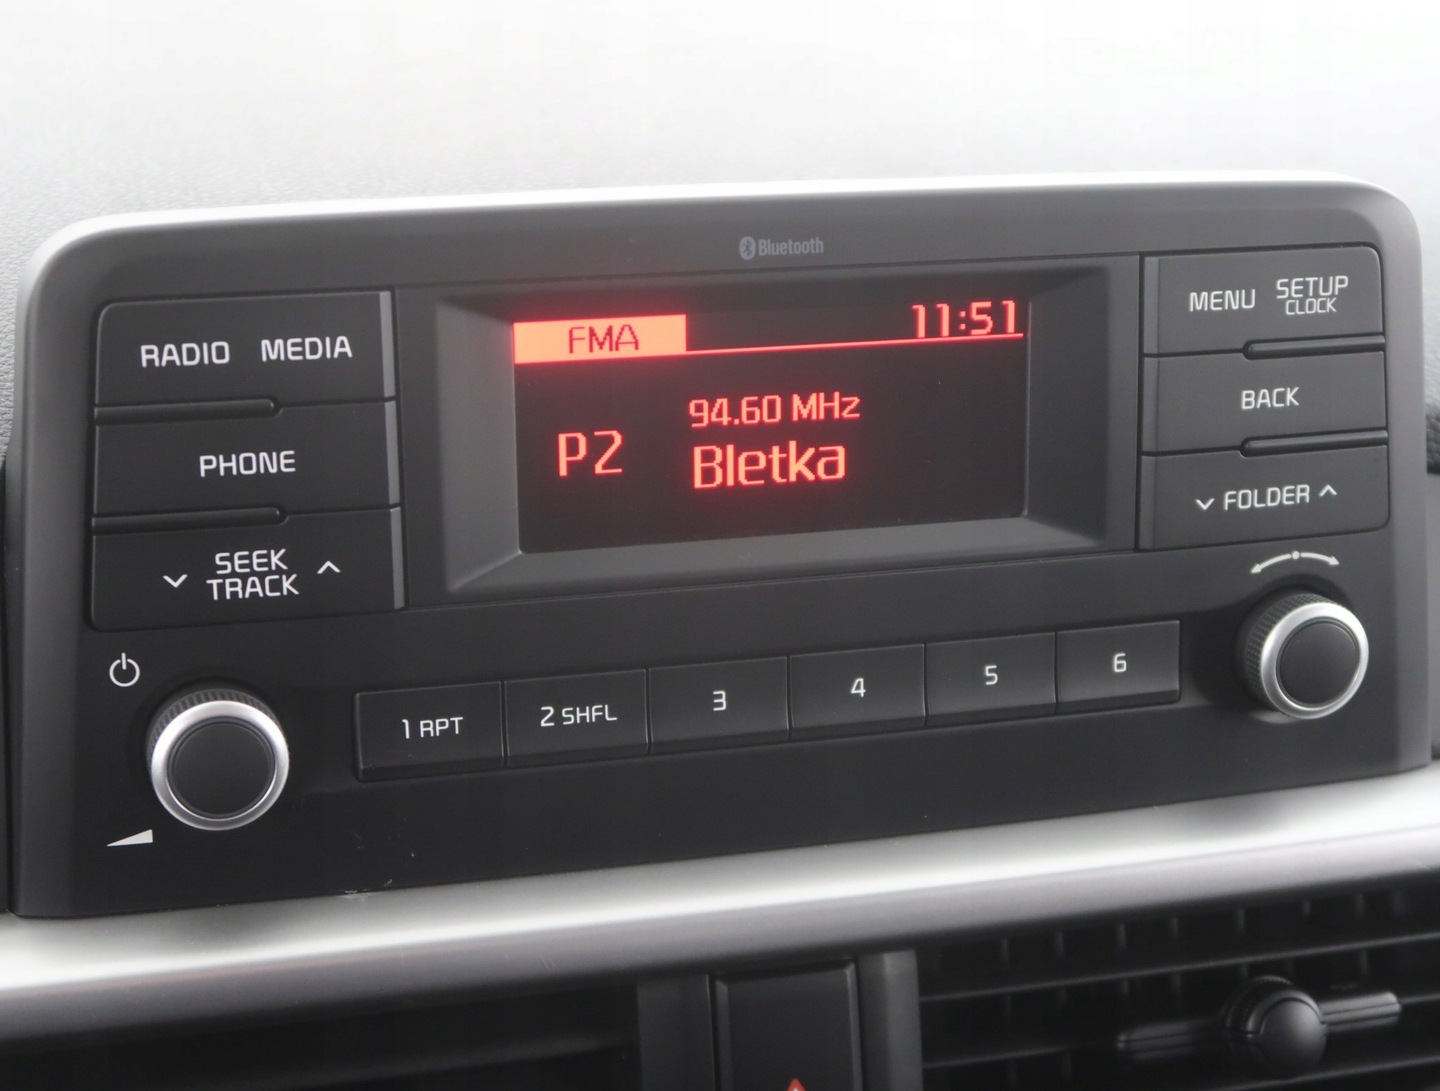 Bluetooth
RADIO MEDIA
PHONE
SEEK
TRACK
FMA 11:51
94.60 MHz
P2
Bletka
MENU SETUP
CLOCK
BACK
FOLDER
1 RPT
2 SHFL
3
4
5
6